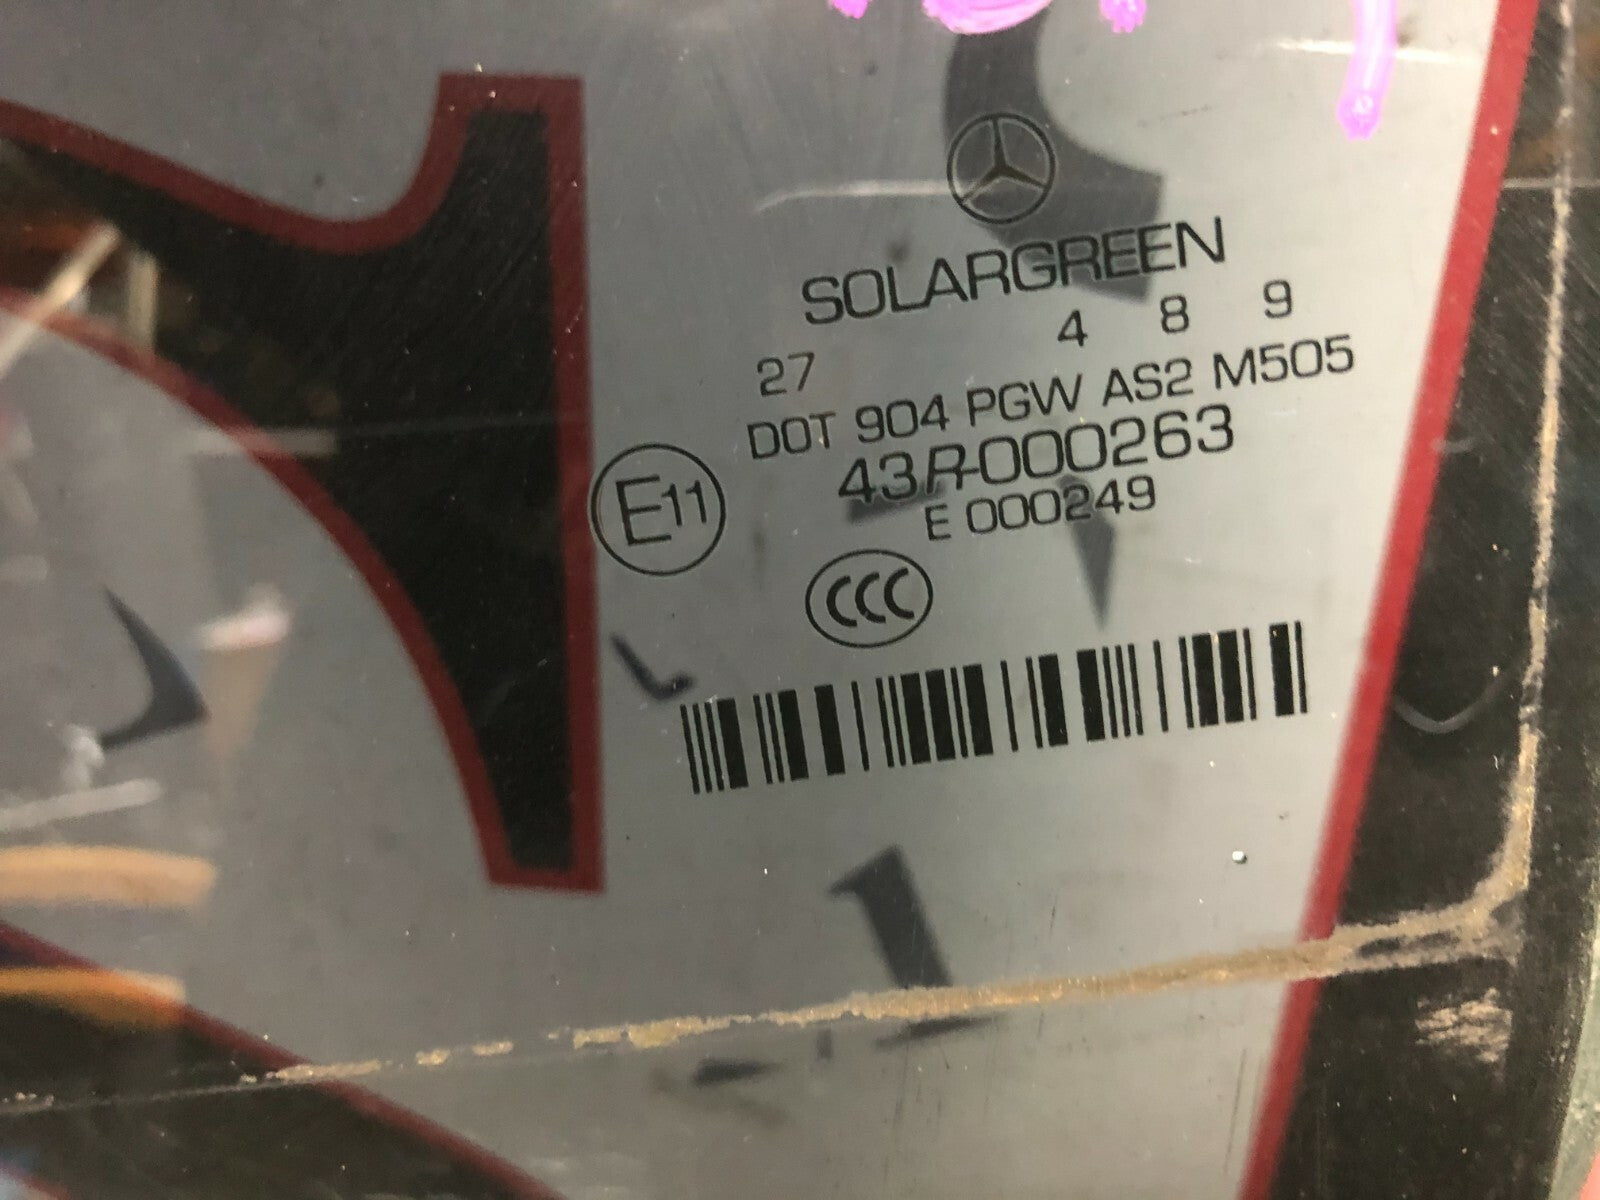 SOLARGREEN
27 4 8 9
DOT 904 PGW AS2 M505
43R-000263
E11
E 000249
CCC